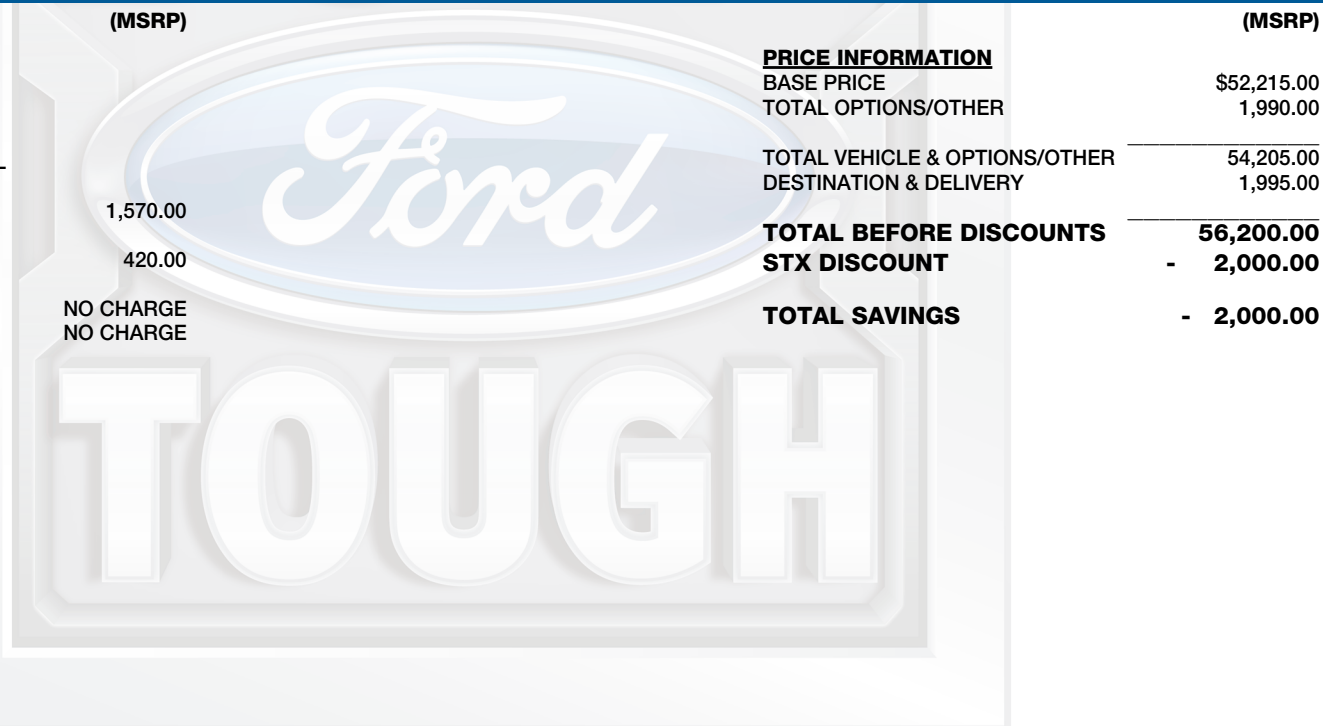 (MSRP)
1,570.00
420.00
NO CHARGE
NO CHARGE
(MSRP)
PRICE INFORMATION
BASE PRICE $52,215.00
TOTAL OPTIONS/OTHER 1,990.00
TOTAL VEHICLE & OPTIONS/OTHER 54,205.00
DESTINATION & DELIVERY 1,995.00
TOTAL BEFORE DISCOUNTS 56,200.00
STX DISCOUNT - 2,000.00
TOTAL SAVINGS - 2,000.00
Ford
TOUGH